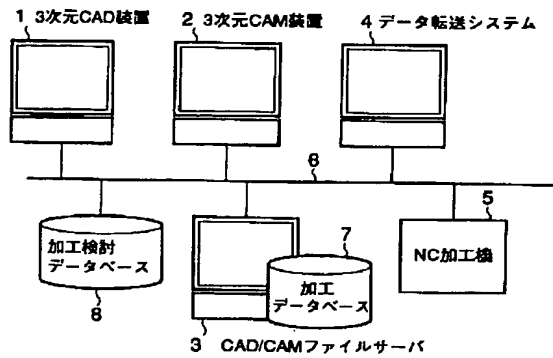 1 3次元CAD装置
2 3次元CAM装置
4 データ転送システム
6
5
加工検討
データベース
8
7
加工
データベース
NC加工機
3 CAD/CAMファイルサーバ